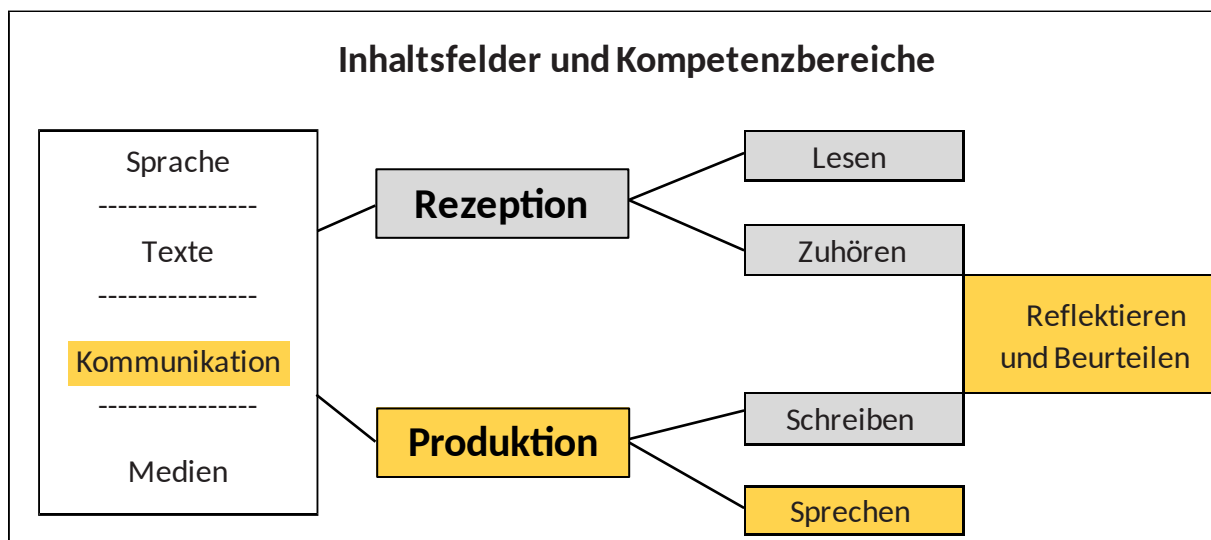 Inhaltsfelder und Kompetenzbereiche
Sprache
----------------
Texte
----------------
Kommunikation
----------------
Medien
Rezeption
Produktion
Lesen
Zuhören
Schreiben
Sprechen
Reflektieren
und Beurteilen